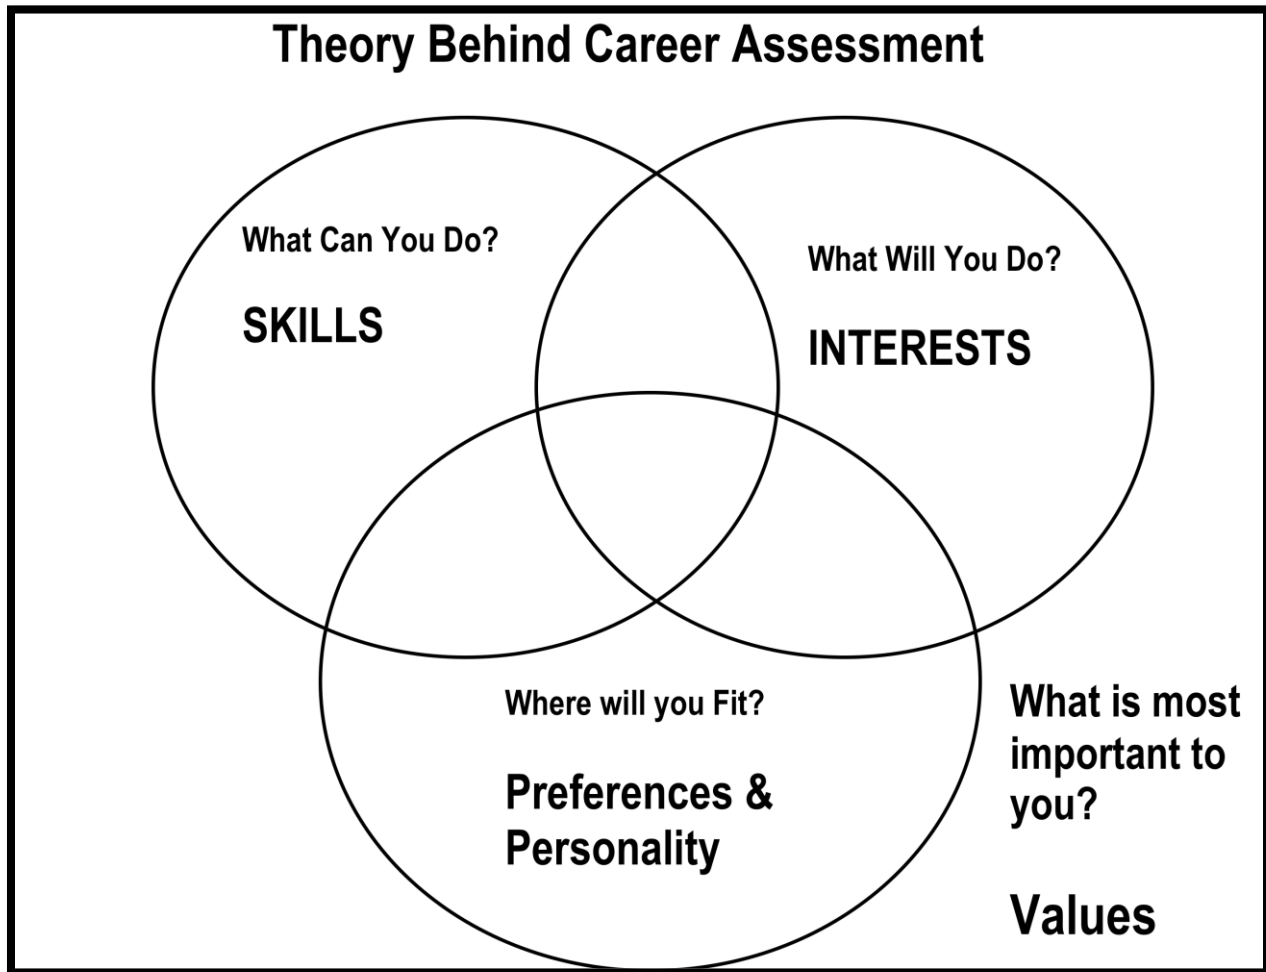 Theory Behind Career Assessment
What Can You Do?
SKILLS
What Will You Do?
INTERESTS
Where will you Fit?
Preferences &
Personality
What is most
important to
you?
Values